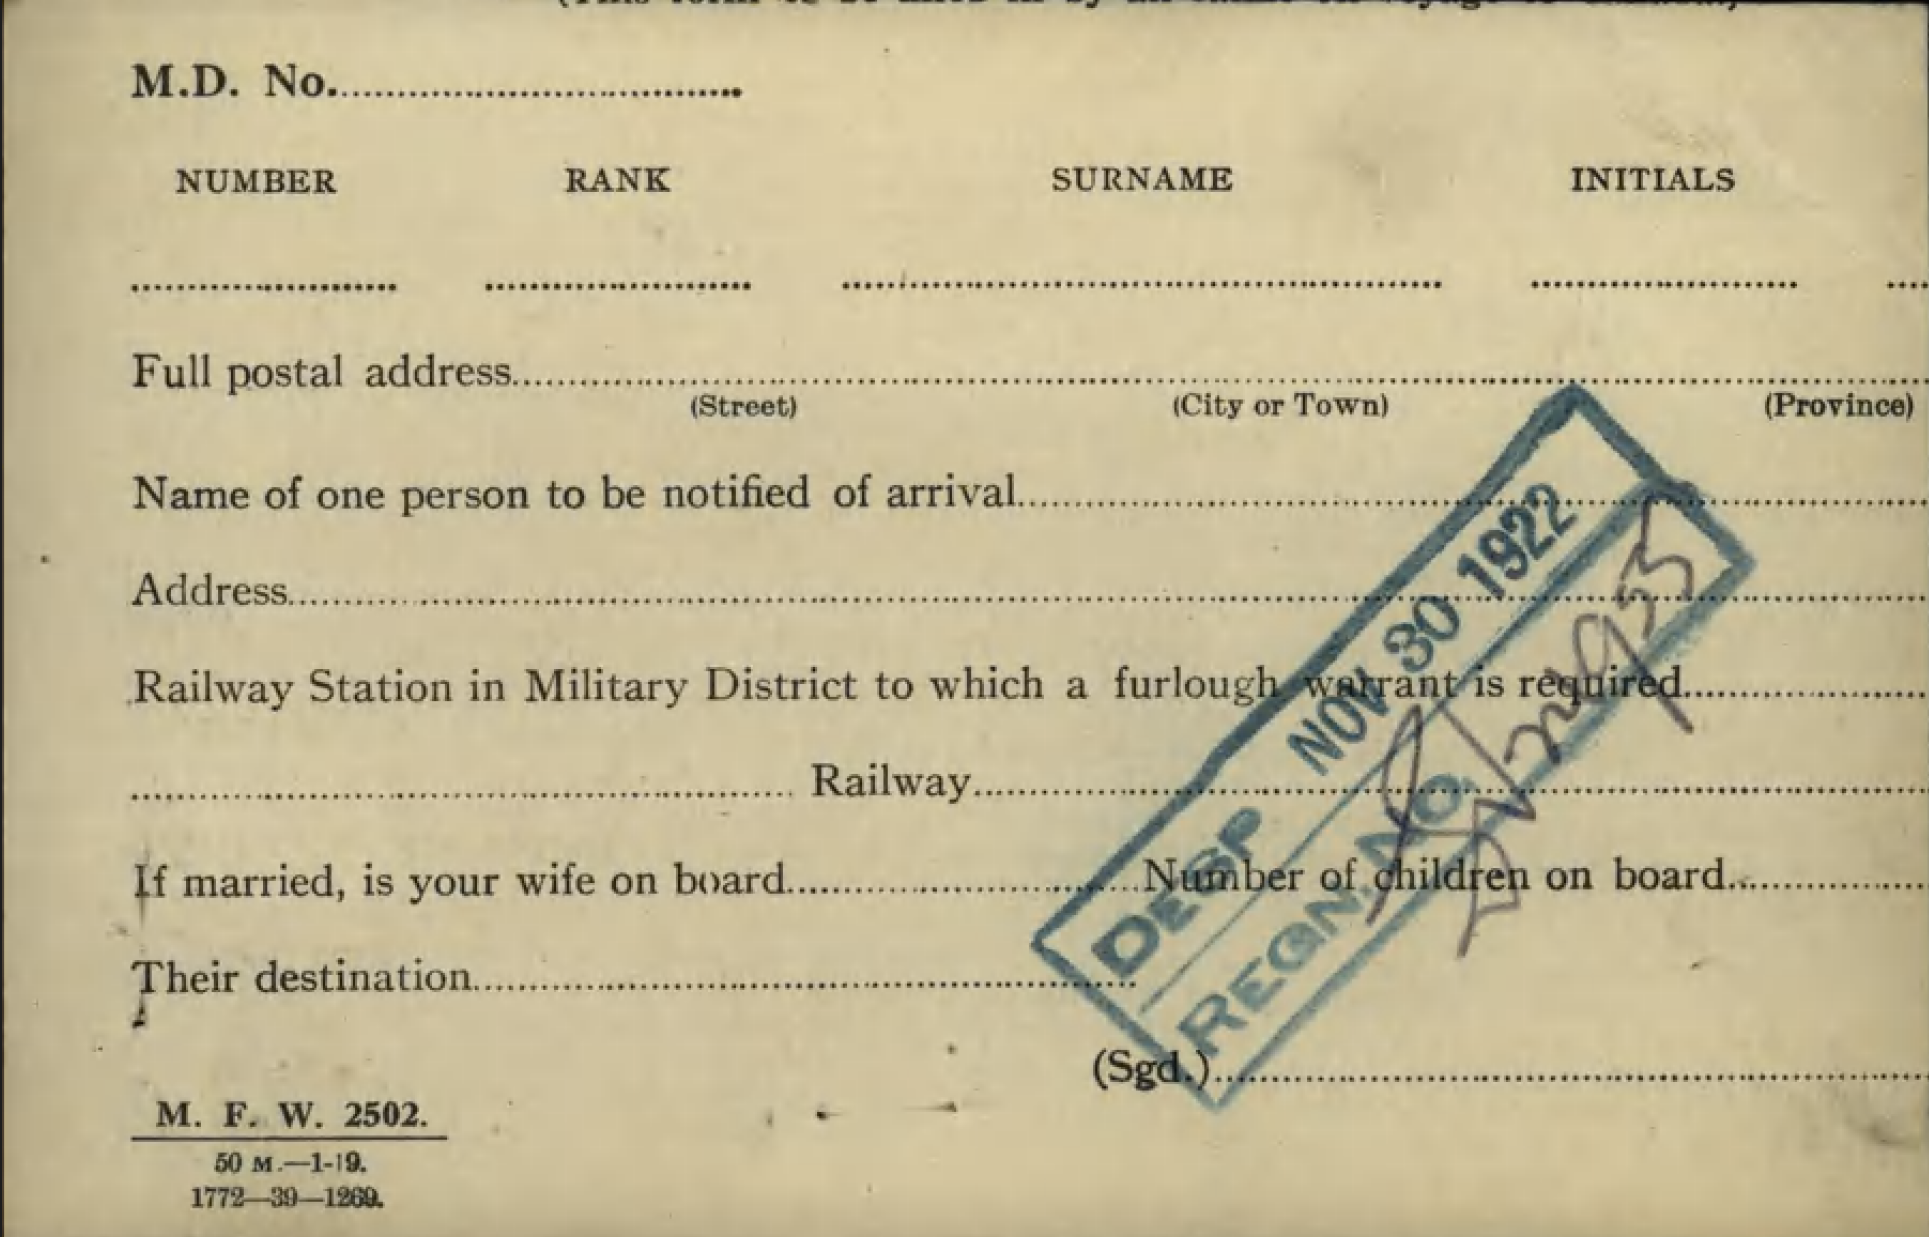 M.D. No.
NUMBER RANK SURNAME INITIALS
Full postal address
(Street) (City or Town) (Province)
Name of one person to be notified of arrival
Address
Railway Station in Military District to which a furlough warrant is required
Railway
If married, is your wife on board Number of children on board
Their destination
(Sgd.)
DESP NOV 30 1922
REGN. NO.
M. F. W. 2502.
50 M.—1-19.
1772—39—1269.